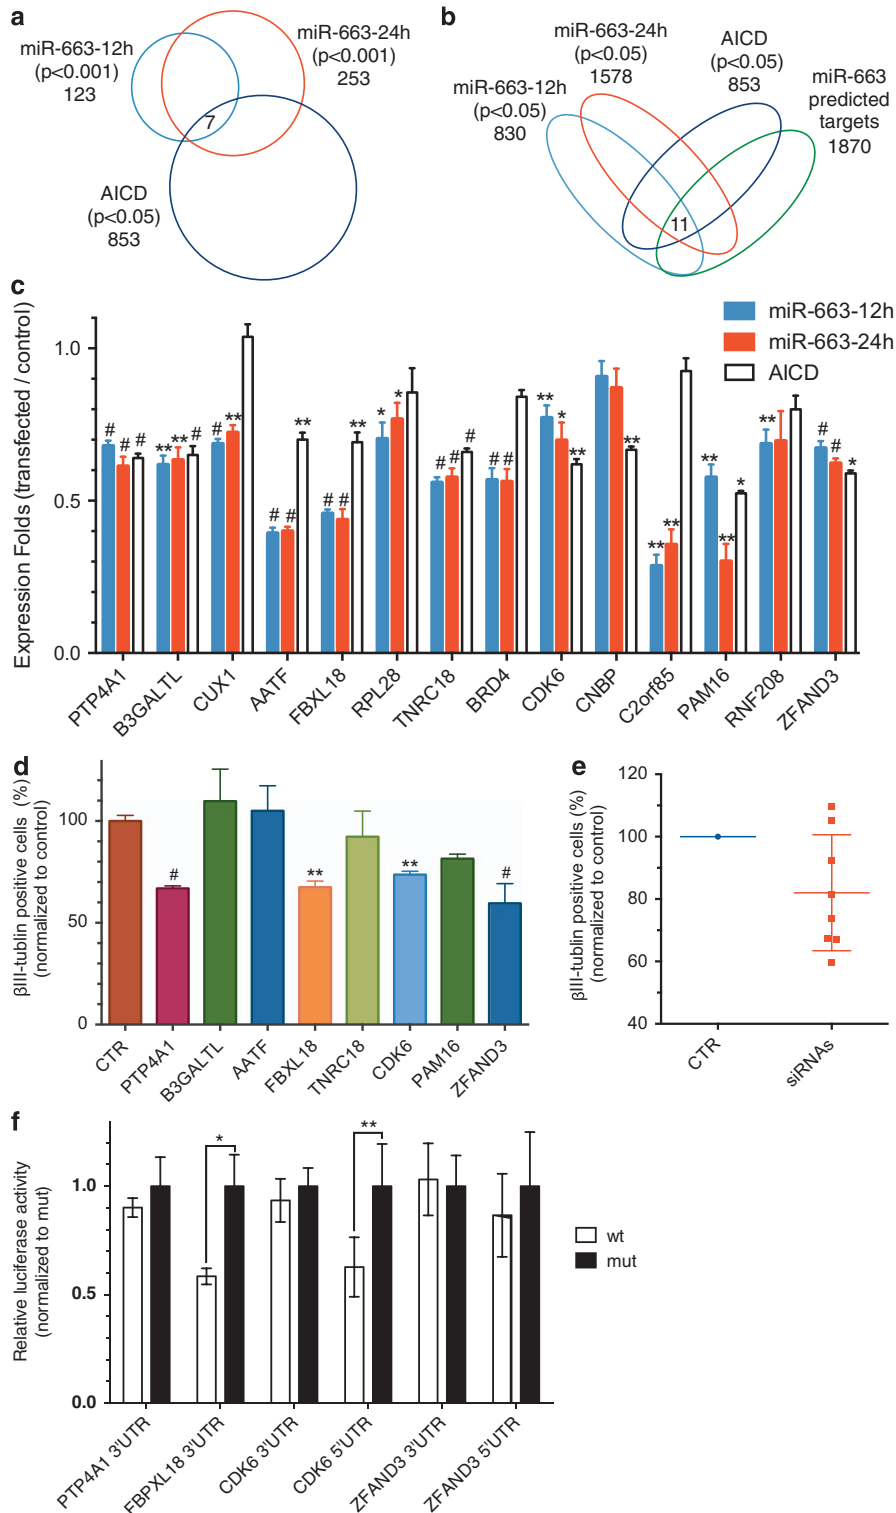 a
miR-663-12h
(p<0.001)
123
miR-663-24h
(p<0.001)
253
7
AICD
(p<0.05)
853
b
miR-663-24h
(p<0.05)
1578
AICD
(p<0.05)
853
miR-663-12h
(p<0.05)
830
miR-663
predicted
targets
1870
11
c
miR-663-12h
miR-663-24h
AICD
Expression Folds (transfected / control)
1.0
0.5
0.0
# # #
** ** #
# **
# # **
# # **
* *
# # #
# #
** * **
**
** **
** ** *
**
# # *
PTP4A1
B3GALTL
CUX1
AATF
FBXL18
RPL28
TNRC18
BRD4
CDK6
CNBP
C2orf85
PAM16
RNF208
ZFAND3
d
βIII-tublin positive cells (%)
(normalized to control)
100
50
0
#
**
**
#
CTR
PTP4A1
B3GALTL
AATF
FBXL18
TNRC18
CDK6
PAM16
ZFAND3
e
βIII-tublin positive cells (%)
(normalized to control)
120
100
80
60
40
CTR
siRNAs
f
Relative luciferase activity
(normalized to mut)
1.0
0.5
0.0
*
**
wt
mut
PTP4A1 3'UTR
FBPXL18 3'UTR
CDK6 3'UTR
CDK6 5'UTR
ZFAND3 3'UTR
ZFAND3 5'UTR